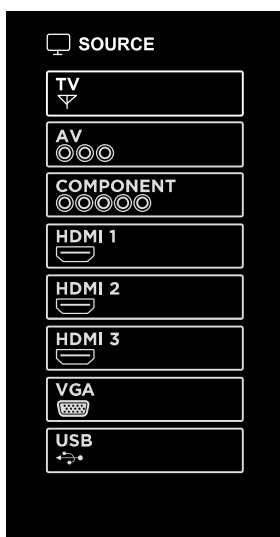 SOURCE
TV
AV
COMPONENT
HDMI 1
HDMI 2
HDMI 3
VGA
USB